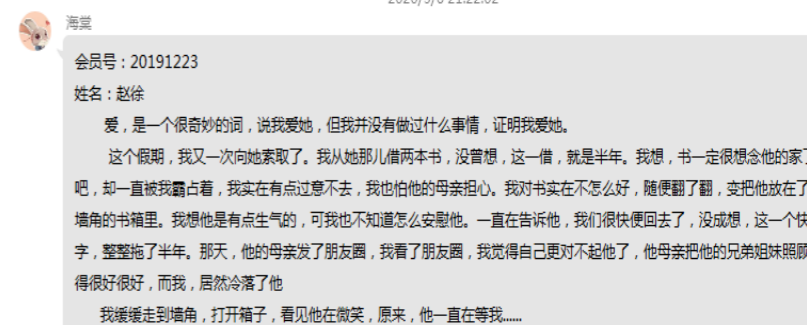 海棠
会员号：20191223
姓名：赵徐
爱，是一个很奇妙的词，说我爱她，但我并没有做过什么事情，证明我爱她。
这个假期，我又一次向她索取了。我从她那儿借两本书，没曾想，这一借，就是半年。我想，书一定很想念他的家了
吧，却一直被我霸占着，我实在有点过意不去，我也怕他的母亲担心。我对书实在不怎么好，随便翻了翻，变把他放在了
墙角的书箱里。我想他是有点生气的，可我也不知道怎么安慰他。一直在告诉他，我们很快便回去了，没成想，这一个快
字，整整拖了半年。那天，他的母亲发了朋友圈，我看了朋友圈，我觉得自己更对不起他了，他母亲把他的兄弟姐妹照顾
得很好很好，而我，居然冷落了他
我缓缓走到墙角，打开箱子，看见他在微笑，原来，他一直在等我......